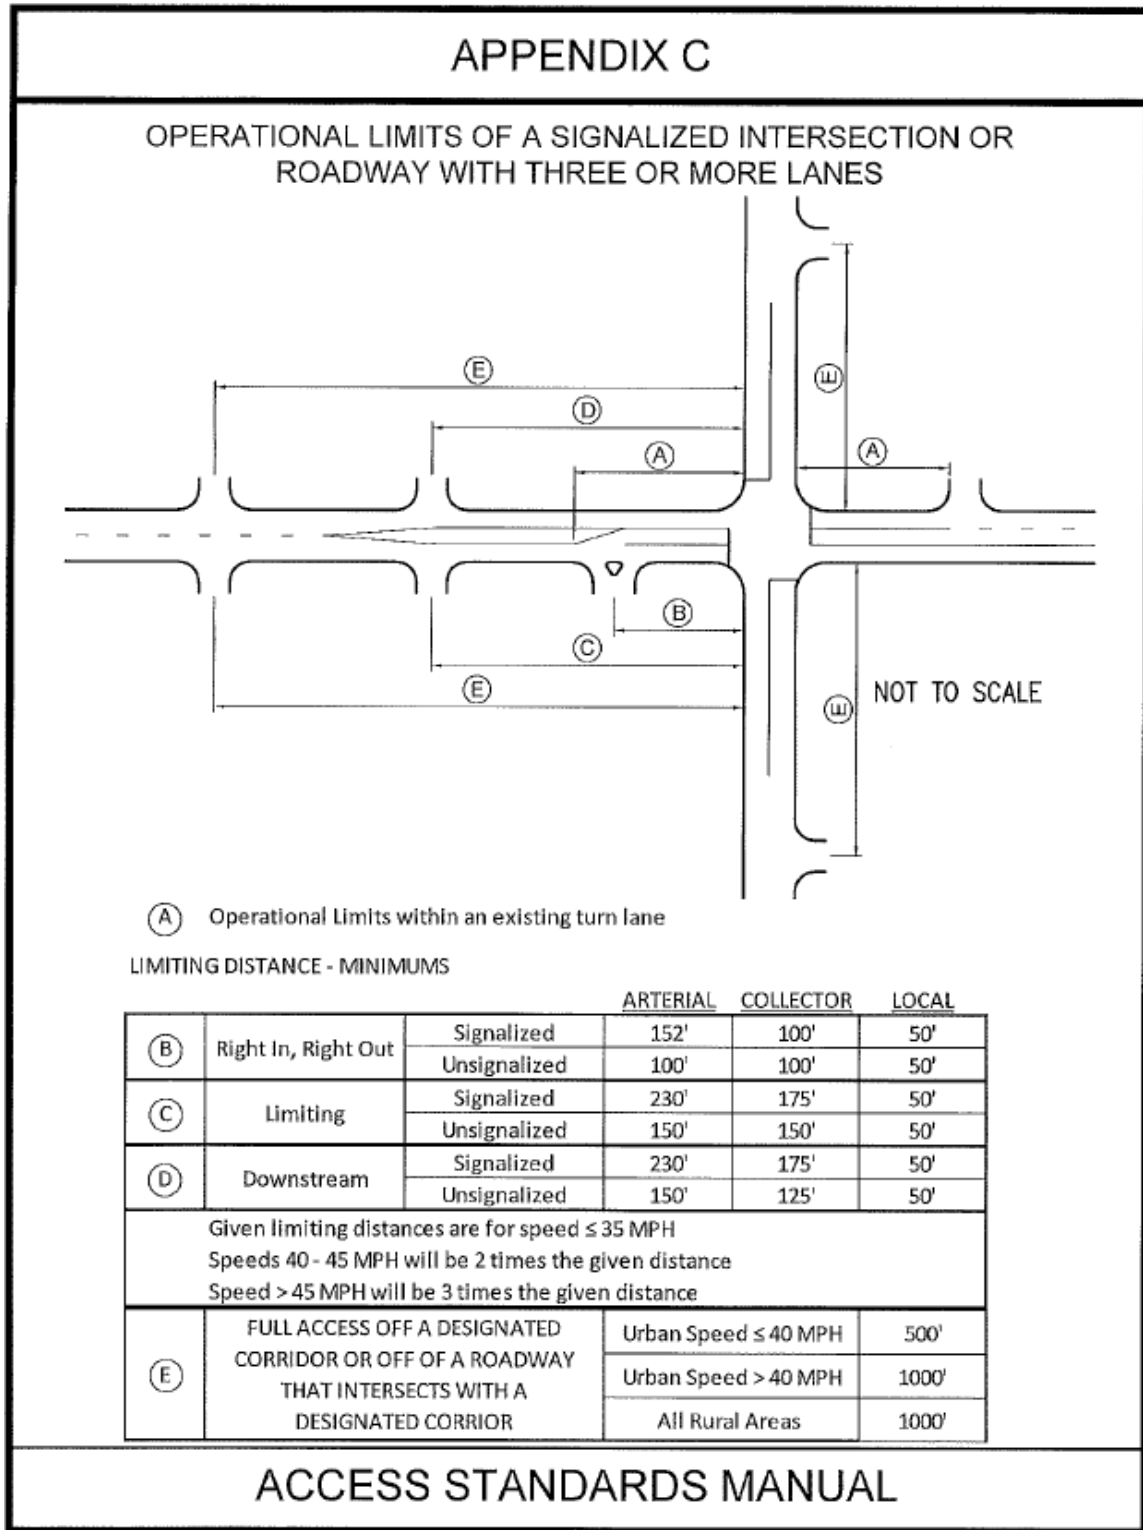 APPENDIX C
OPERATIONAL LIMITS OF A SIGNALIZED INTERSECTION OR
ROADWAY WITH THREE OR MORE LANES
E
D
A
E
A
B
C
E
E
NOT TO SCALE
A Operational Limits within an existing turn lane
LIMITING DISTANCE - MINIMUMS
ARTERIAL COLLECTOR LOCAL
B Right In, Right Out Signalized 152' 100' 50'
Unsignalized 100' 100' 50'
C Limiting Signalized 230' 175' 50'
Unsignalized 150' 150' 50'
D Downstream Signalized 230' 175' 50'
Unsignalized 150' 125' 50'
Given limiting distances are for speed ≤ 35 MPH
Speeds 40 - 45 MPH will be 2 times the given distance
Speed > 45 MPH will be 3 times the given distance
E
FULL ACCESS OFF A DESIGNATED
CORRIDOR OR OFF OF A ROADWAY
THAT INTERSECTS WITH A
DESIGNATED CORRIOR
Urban Speed ≤ 40 MPH 500'
Urban Speed > 40 MPH 1000'
All Rural Areas 1000'
ACCESS STANDARDS MANUAL